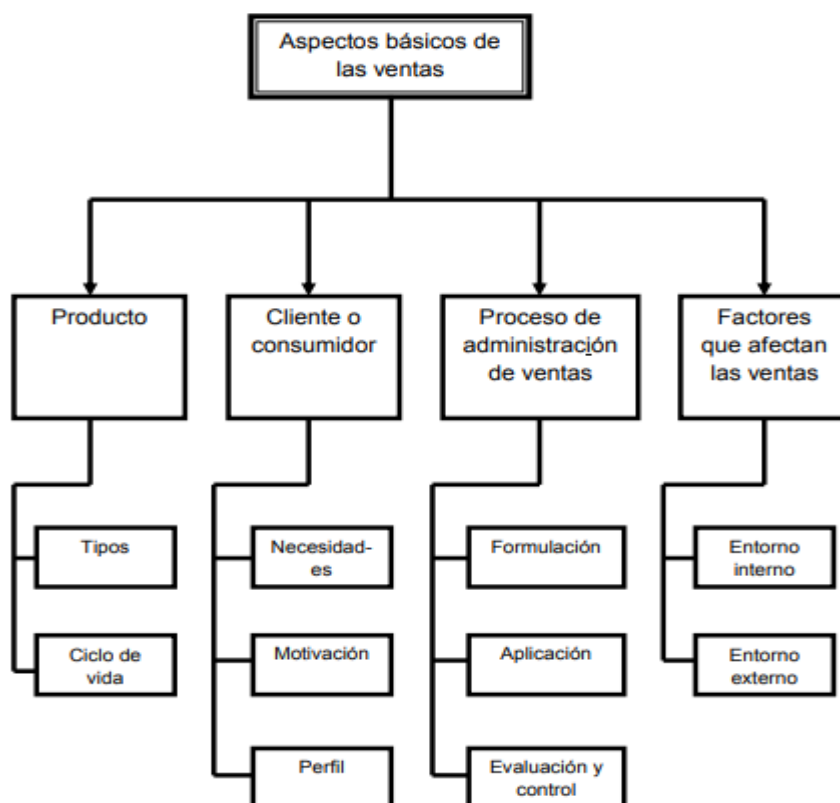 Aspectos básicos de
las ventas
Producto
Cliente o
consumidor
Proceso de
administración
de ventas
Factores
que afectan
las ventas
Tipos
Necesidad-
es
Formulación
Entorno
interno
Ciclo de
vida
Motivación
Aplicación
Entorno
externo
Perfil
Evaluación y
control